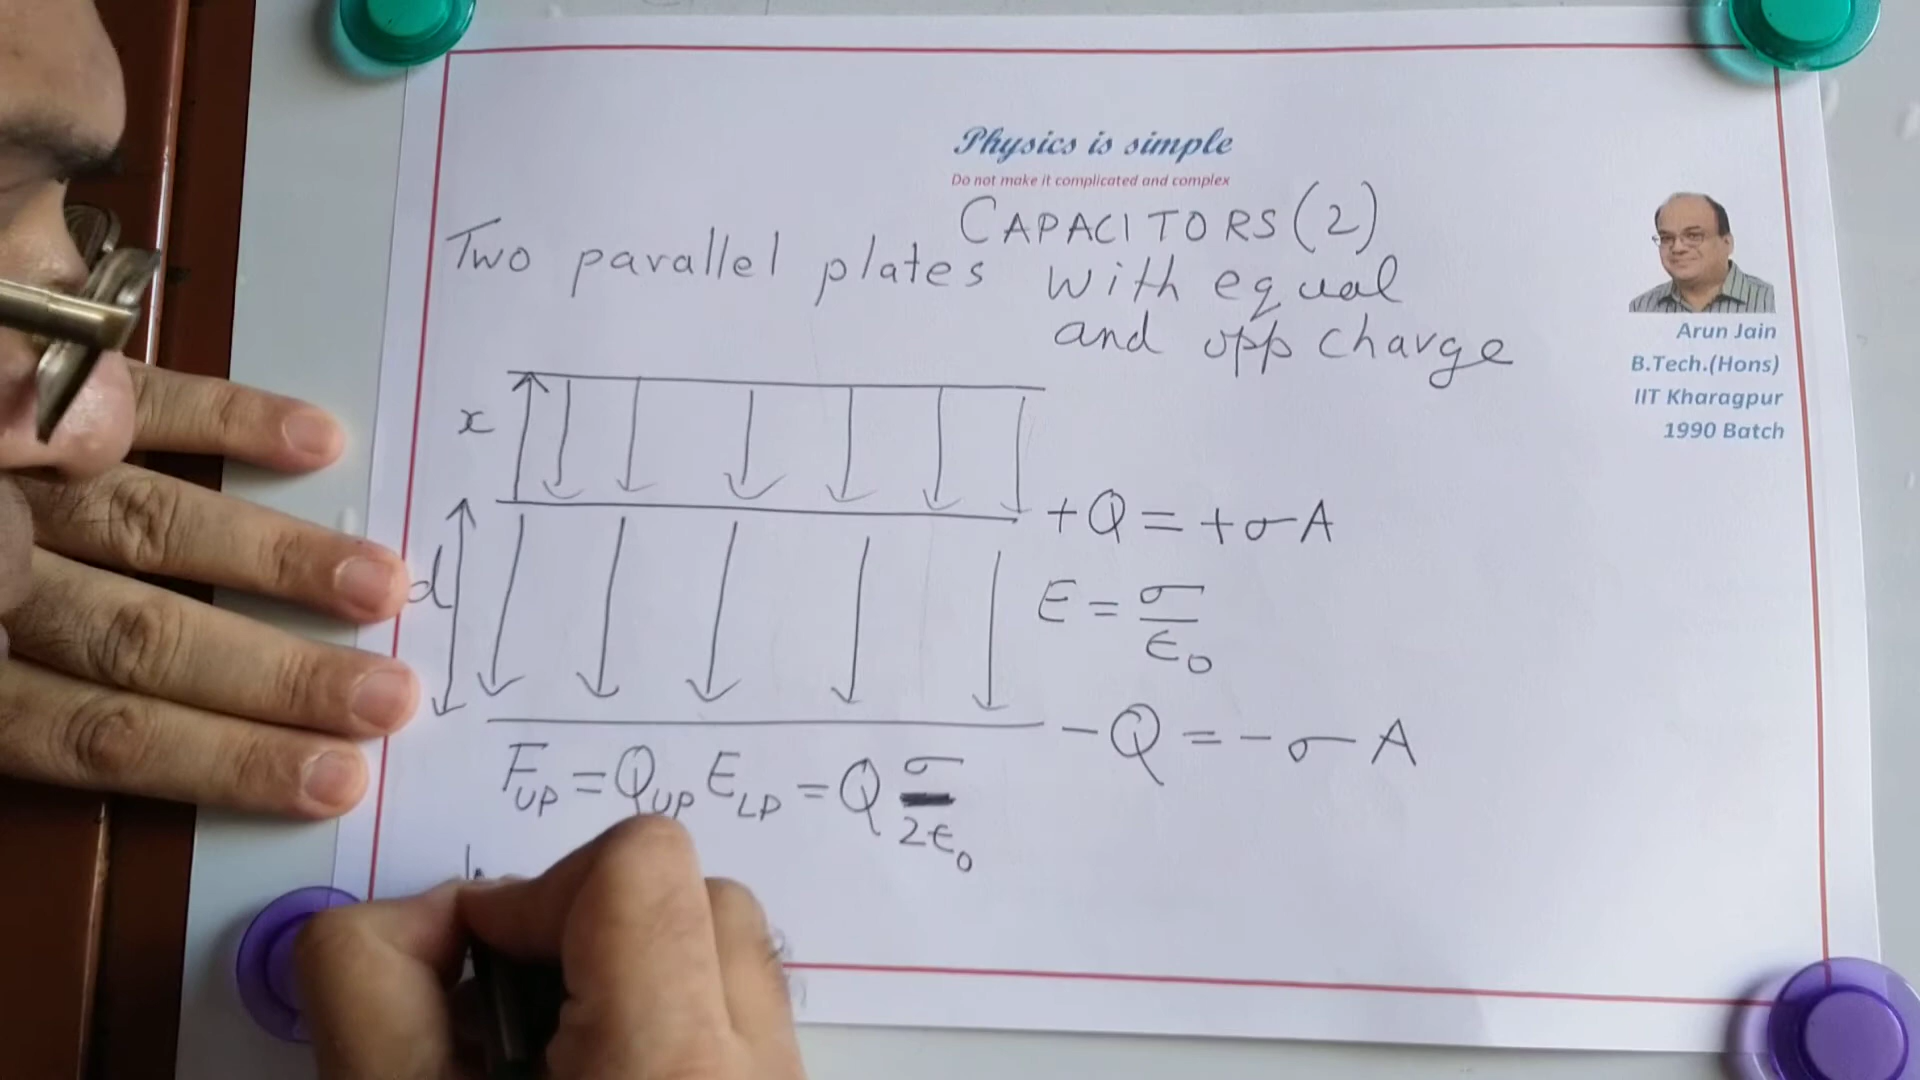 Physics is simple
Do not make it complicated and complex
CAPACITORS (2)
Two parallel plates with equal
and opp charge
Arun Jain
B.Tech.(Hons)
IIT Kharagpur
1990 Batch
x
+Q = +σA
d
E = σ/ε₀
-Q = -σA
F_UP = Q_UP E_LP = Q σ/2ε₀